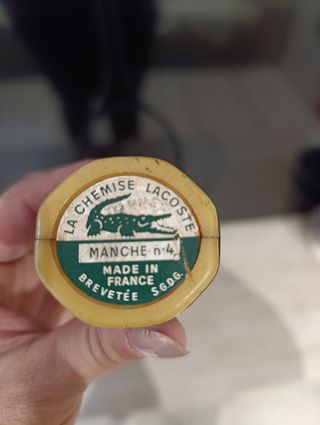 LA CHEMISE LACOSTE
MANCHE n·4
MADE IN
FRANCE
BREVETÉE S.G.D.G.